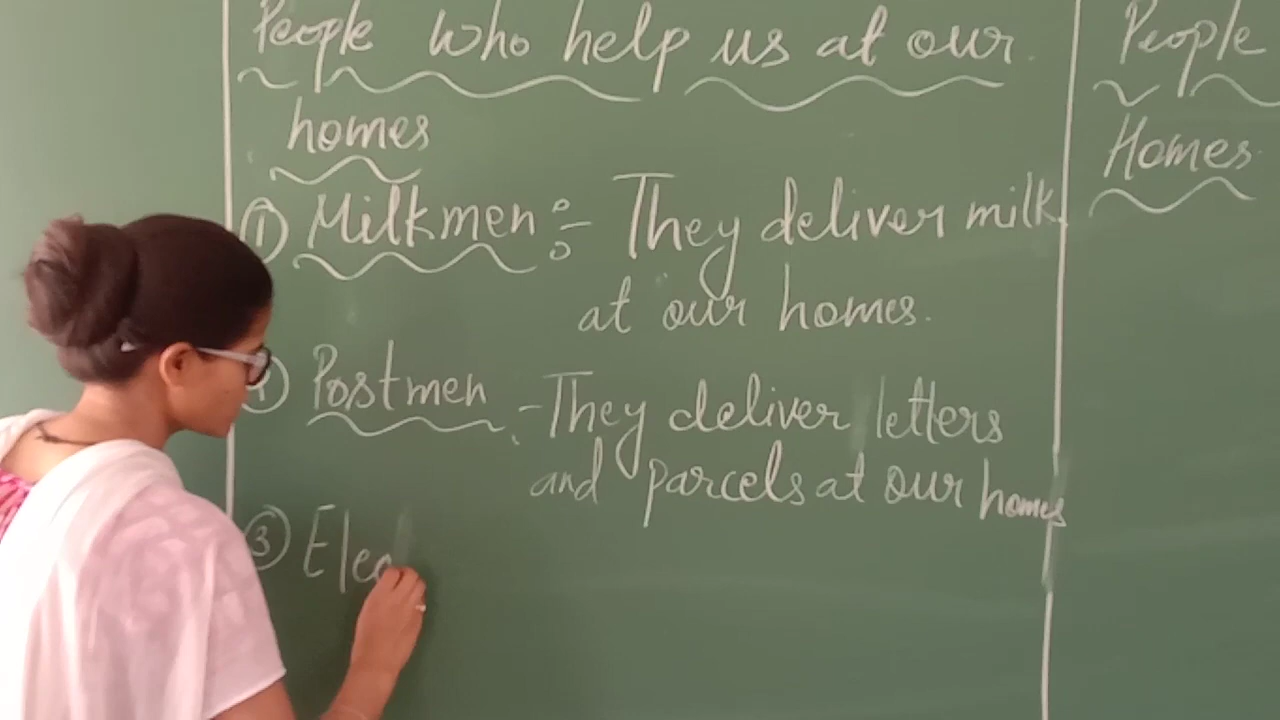 People who help us at our
homes
① Milkmen :- They deliver milk
at our homes.
Postmen :- They deliver letters
and parcels at our homes
③ Elec
People
Homes.